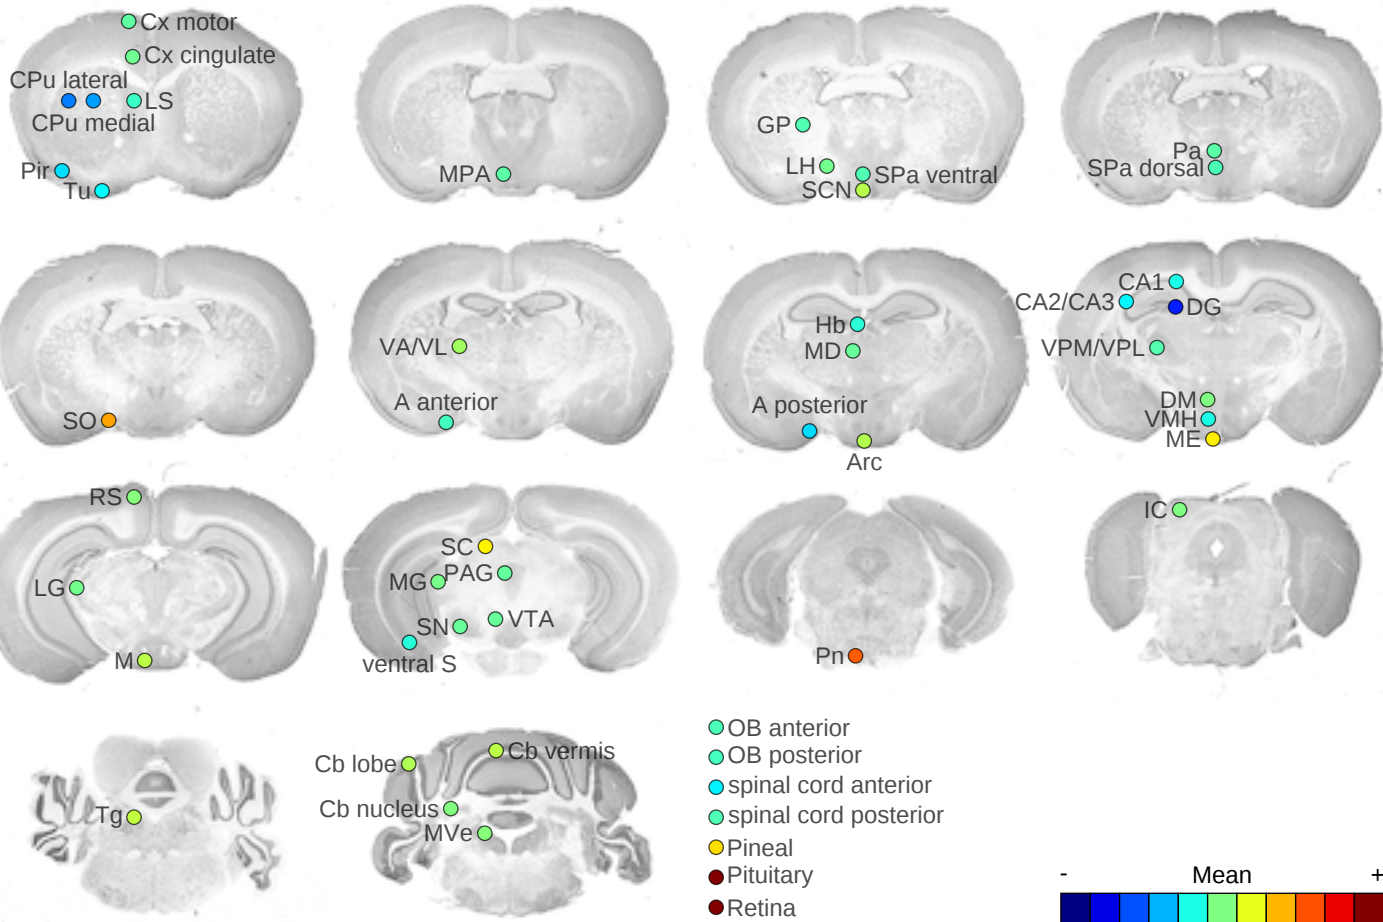 Cx motor
Cx cingulate
CPu lateral
LS
CPu medial
Pir
Tu
MPA
GP
LH
SPa ventral
SCN
Pa
SPa dorsal
SO
VA/VL
A anterior
Hb
MD
A posterior
Arc
CA1
CA2/CA3
DG
VPM/VPL
DM
VMH
ME
RS
LG
M
SC
PAG
MG
SN
VTA
ventral S
Pn
IC
Tg
Cb lobe
Cb vermis
Cb nucleus
MVe
OB anterior
OB posterior
spinal cord anterior
spinal cord posterior
Pineal
Pituitary
Retina
- Mean +